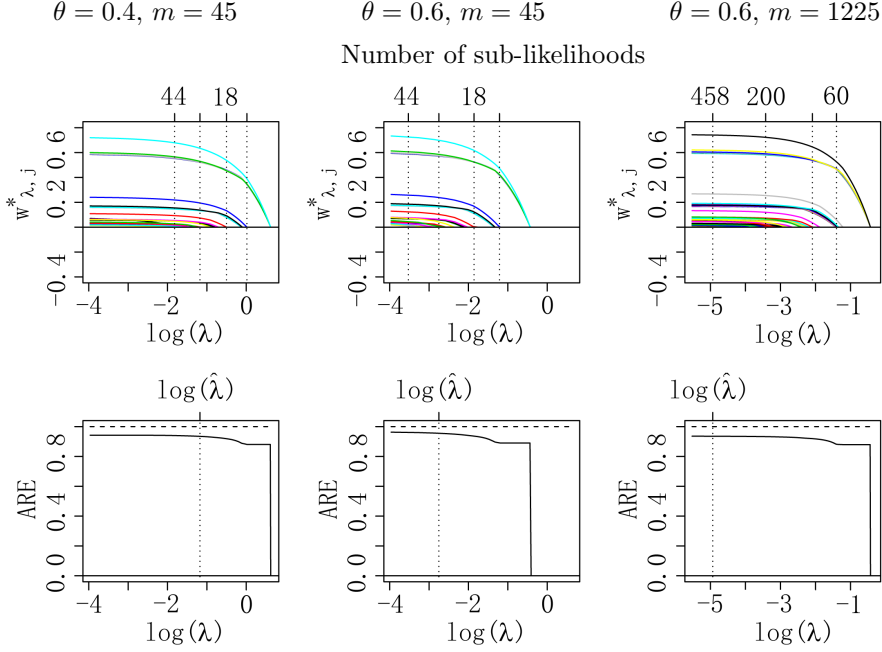 θ = 0.4, m = 45 θ = 0.6, m = 45 θ = 0.6, m = 1225
Number of sub-likelihoods
44 18 44 18 458 200 60
w*λ, j w*λ, j w*λ, j
0.6 0.6 0.6
0.2 0.2 0.2
−0.4 −0.4 −0.4
−4 −2 0 −4 −2 0 −5 −3 −1
log(λ) log(λ) log(λ)
log(λ̂) log(λ̂) log(λ̂)
ARE ARE ARE
0.8 0.8 0.8
0.4 0.4 0.4
0.0 0.0 0.0
−4 −2 0 −4 −2 0 −5 −3 −1
log(λ) log(λ) log(λ)